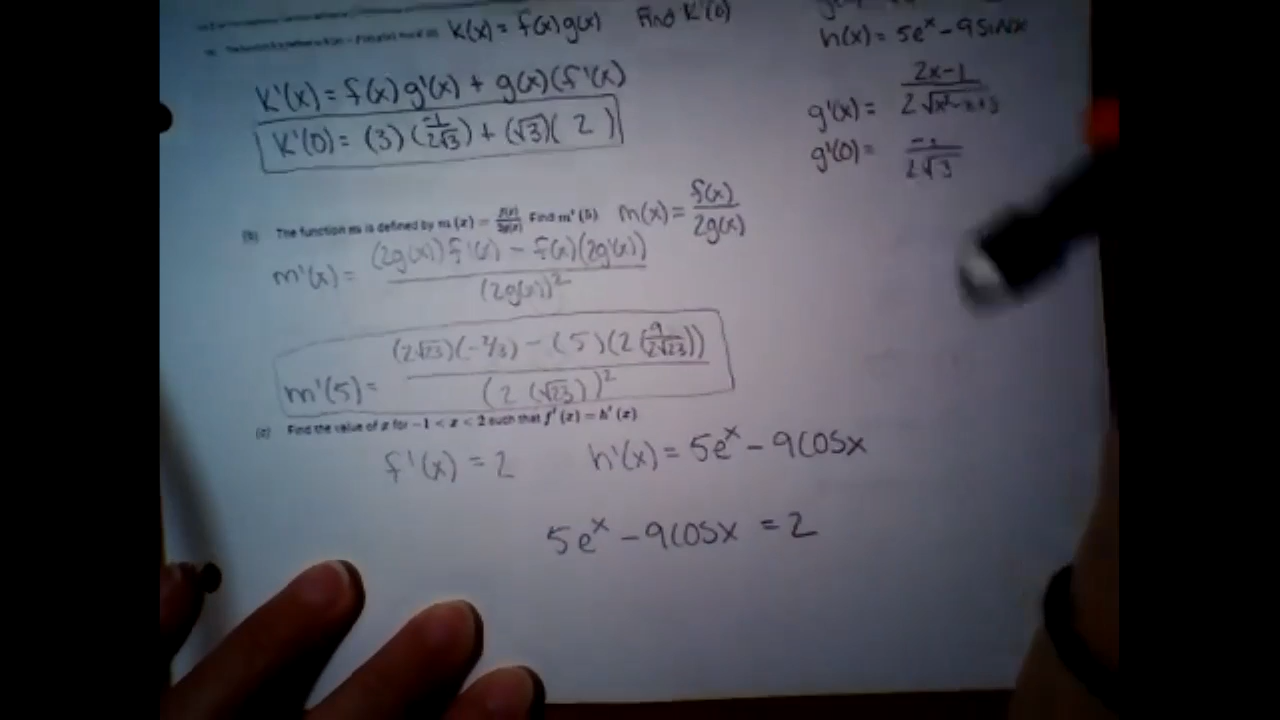 K(x) = f(x)g(x) Find K'(0)
h(x) = 5e^x - 9sinx
K'(x) = f(x)g'(x) + g(x)(f'(x)
K'(0) = (3)(-1/2√3) + (√3)( 2 )
g'(x) = 2x-1/2√x²-x+3
g'(0) = -1/2√3
(b) The function m is defined by m(x) = f(x)/2g(x). Find m'(5) m(x) = f(x)/2g(x)
m'(x) = (2g(x))f'(x) - f(x)(2g'(x))/(2g(x))²
m'(5) = (2√23)(-2/3) - (5)(2(9/2√23))/(2(√23))²
(c) Find the value of x for -1 < x < 2 such that f'(x) = h'(x)
f'(x) = 2 h'(x) = 5e^x - 9cosx
5e^x - 9cosx = 2